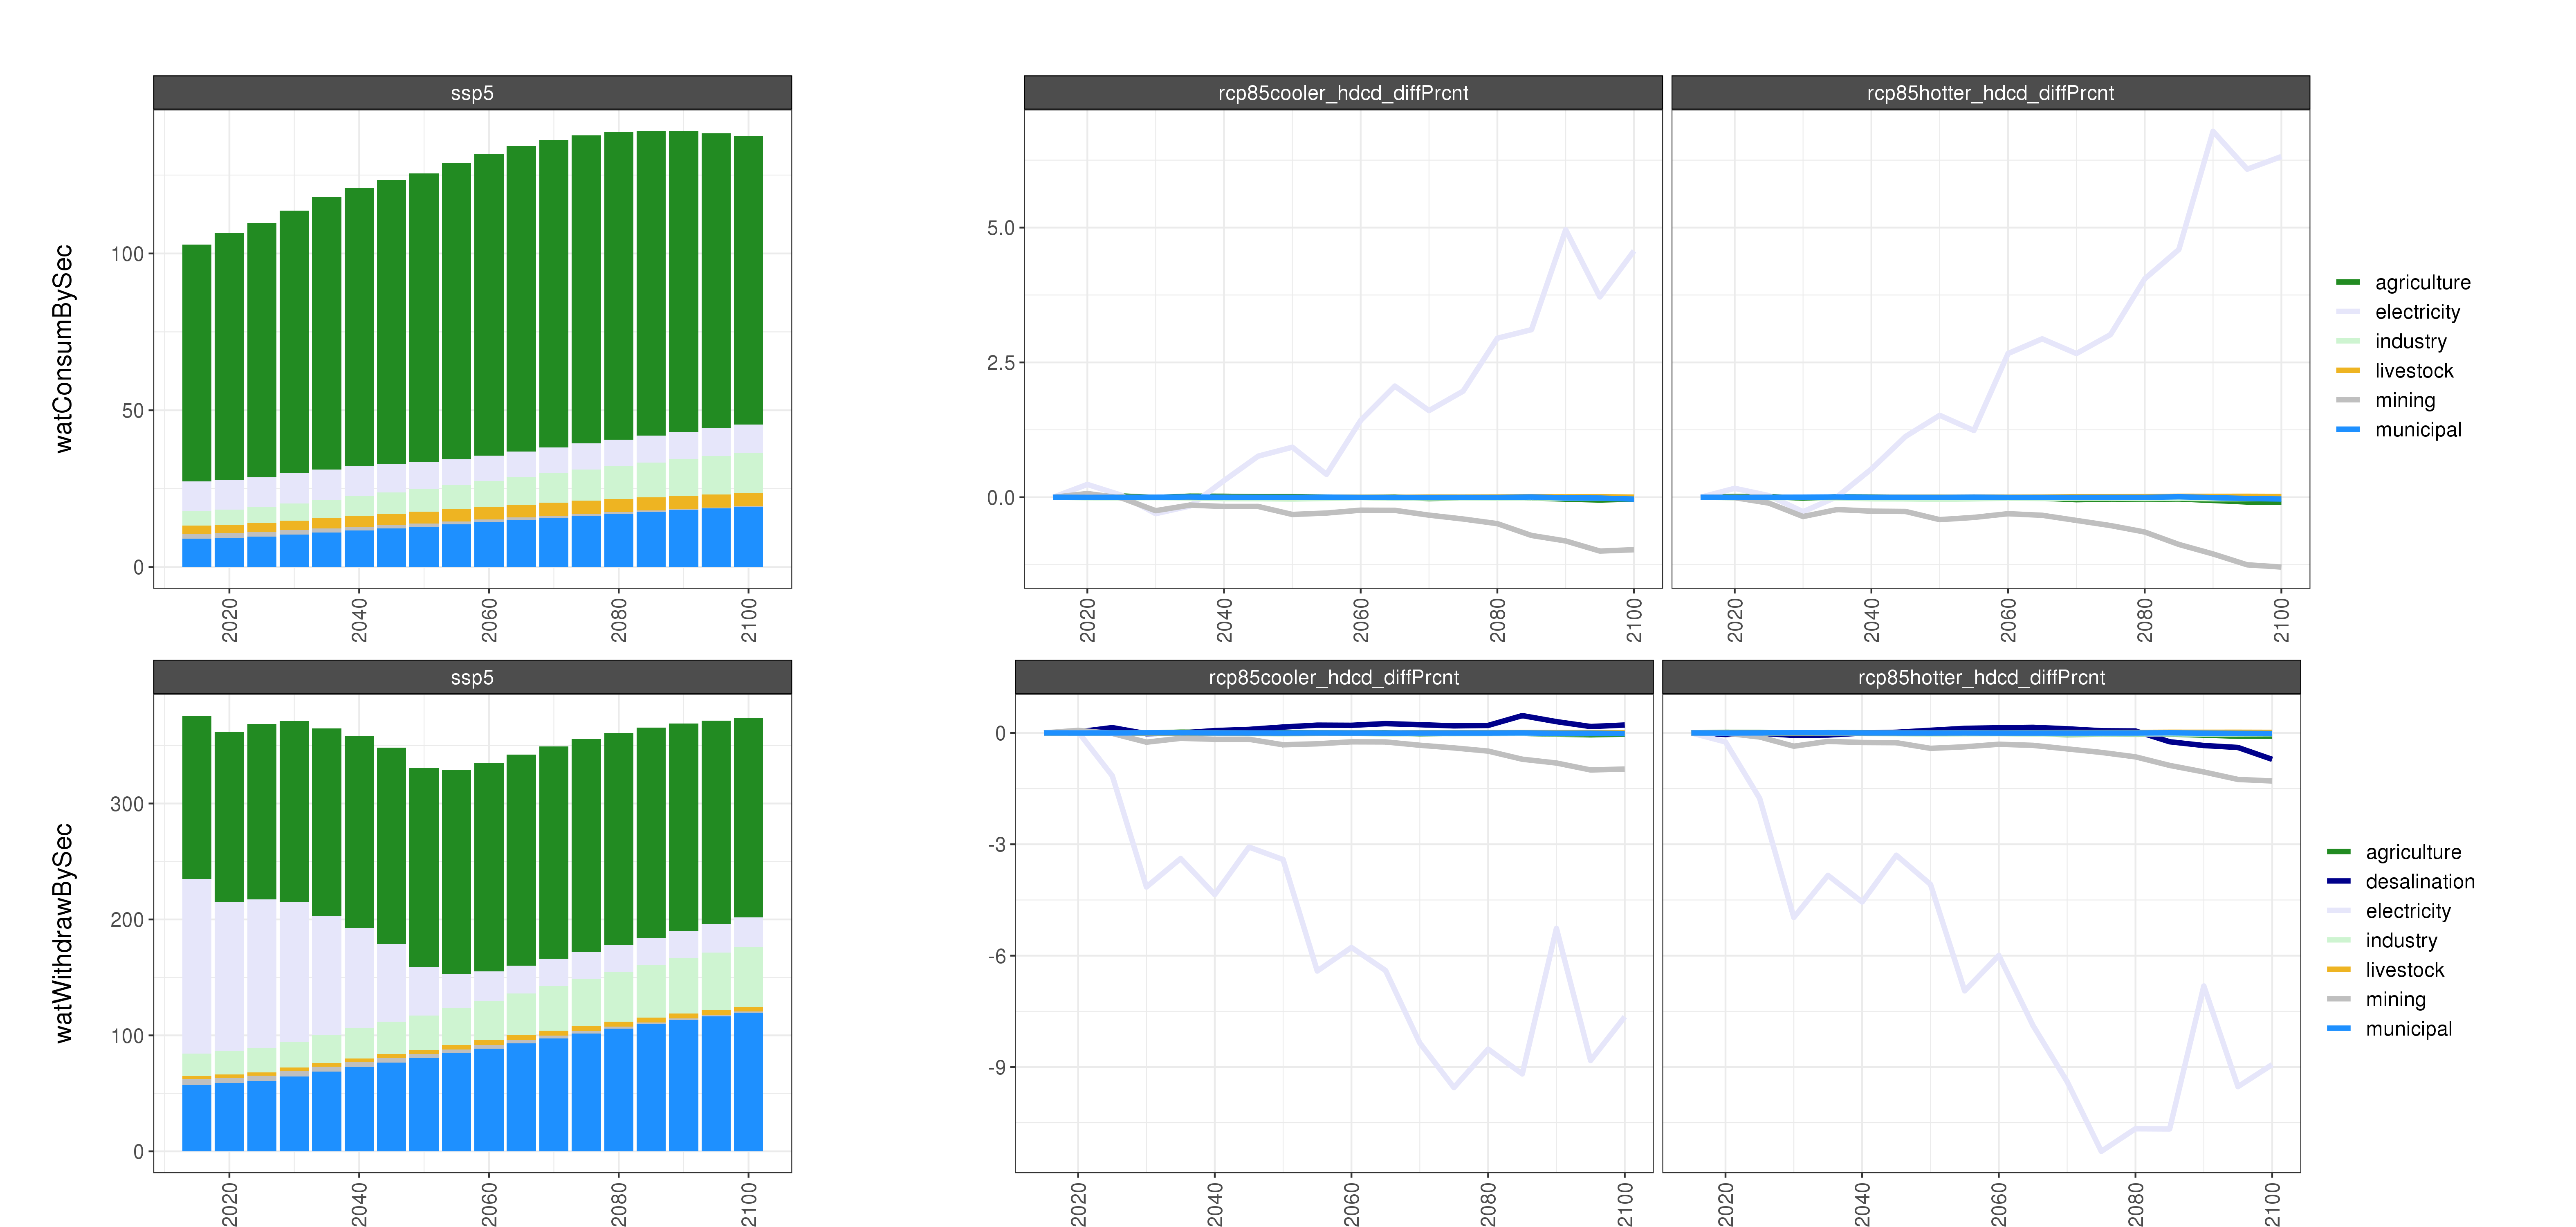 ssp5
rcp85cooler_hdcd_diffPrcnt
rcp85hotter_hdcd_diffPrcnt
watConsumBySec
100
50
0
5.0
2.5
0.0
2020
2040
2060
2080
2100
2020
2040
2060
2080
2100
2020
2040
2060
2080
2100
agriculture
electricity
industry
livestock
mining
municipal
ssp5
rcp85cooler_hdcd_diffPrcnt
rcp85hotter_hdcd_diffPrcnt
watWithdrawBySec
300
200
100
0
0
-3
-6
-9
2020
2040
2060
2080
2100
2020
2040
2060
2080
2100
2020
2040
2060
2080
2100
agriculture
desalination
electricity
industry
livestock
mining
municipal